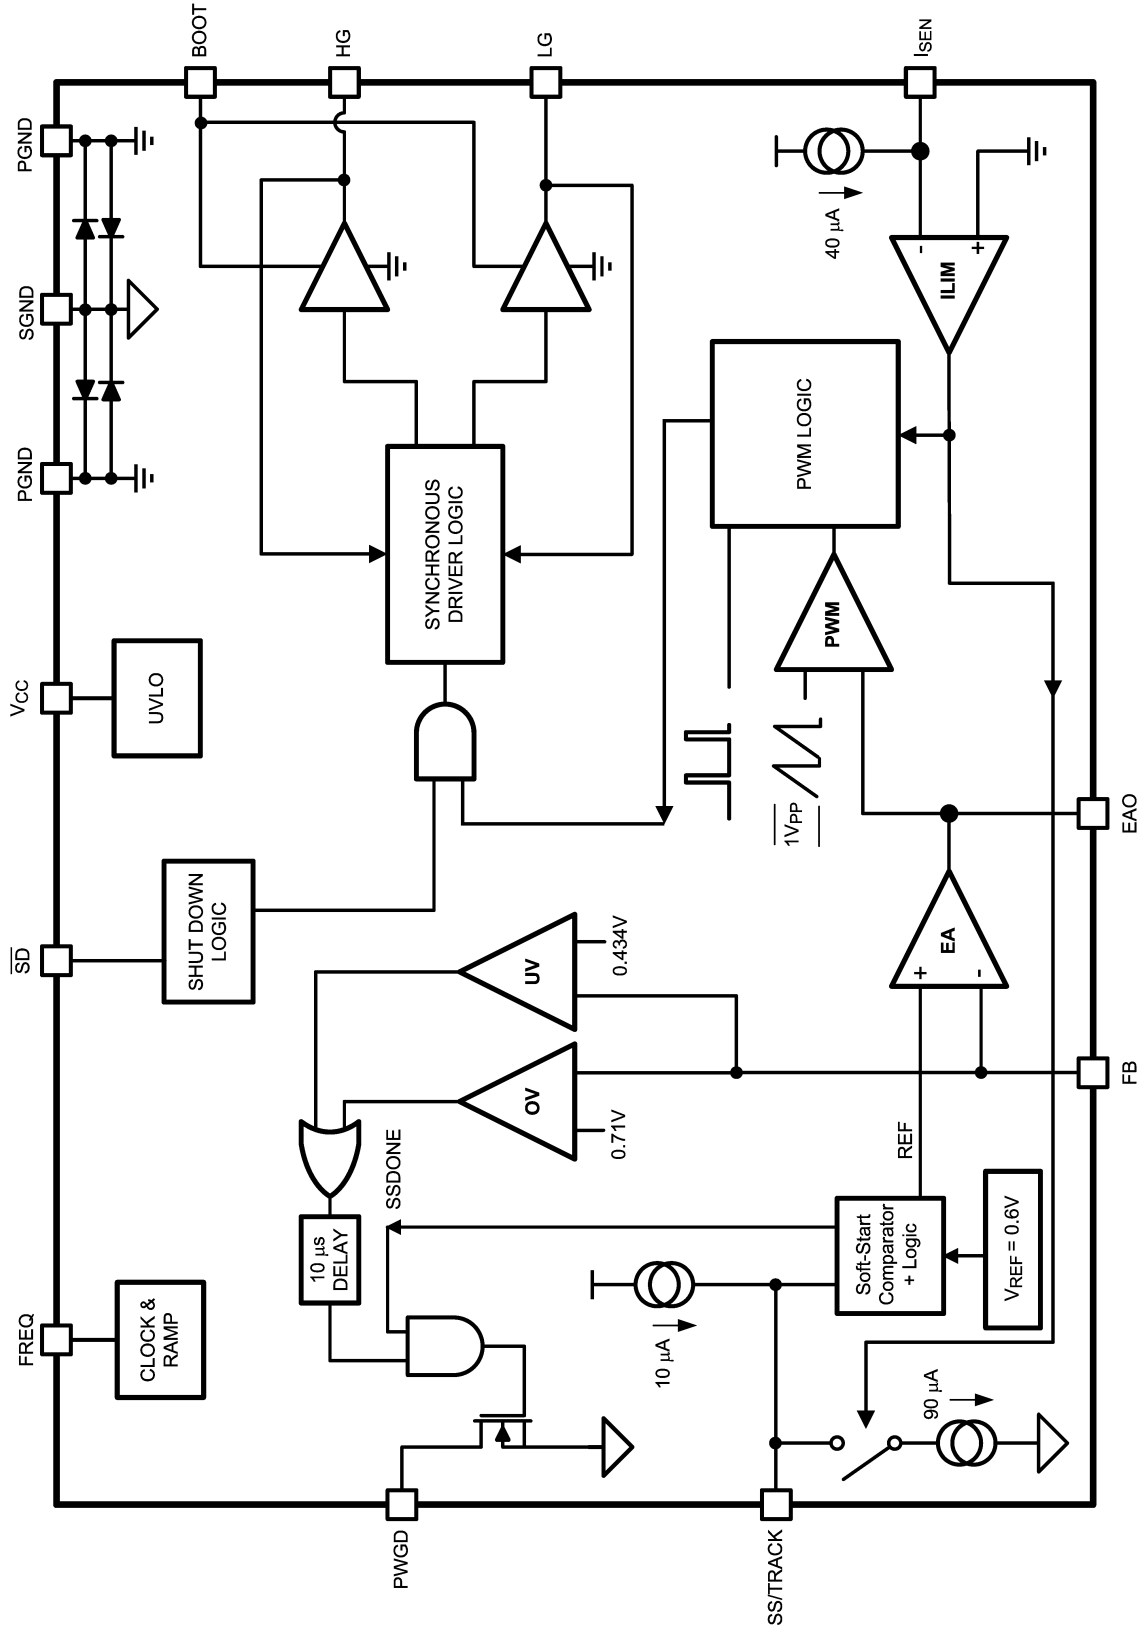 FREQ
SD
VCC
PGND
SGND
PGND
CLOCK &
RAMP
SHUT DOWN
LOGIC
UVLO
BOOT
HG
LG
ISEN
10 μs
DELAY
SSDONE
OV
0.71V
UV
0.434V
SYNCHRONOUS
DRIVER LOGIC
PWGD
SS/TRACK
10 μA
90 μA
Soft-Start
Comparator
+ Logic
VREF = 0.6V
REF
EA
+
-
1VPP
PWM
PWM LOGIC
40 μA
ILIM
-
+
FB
EAO